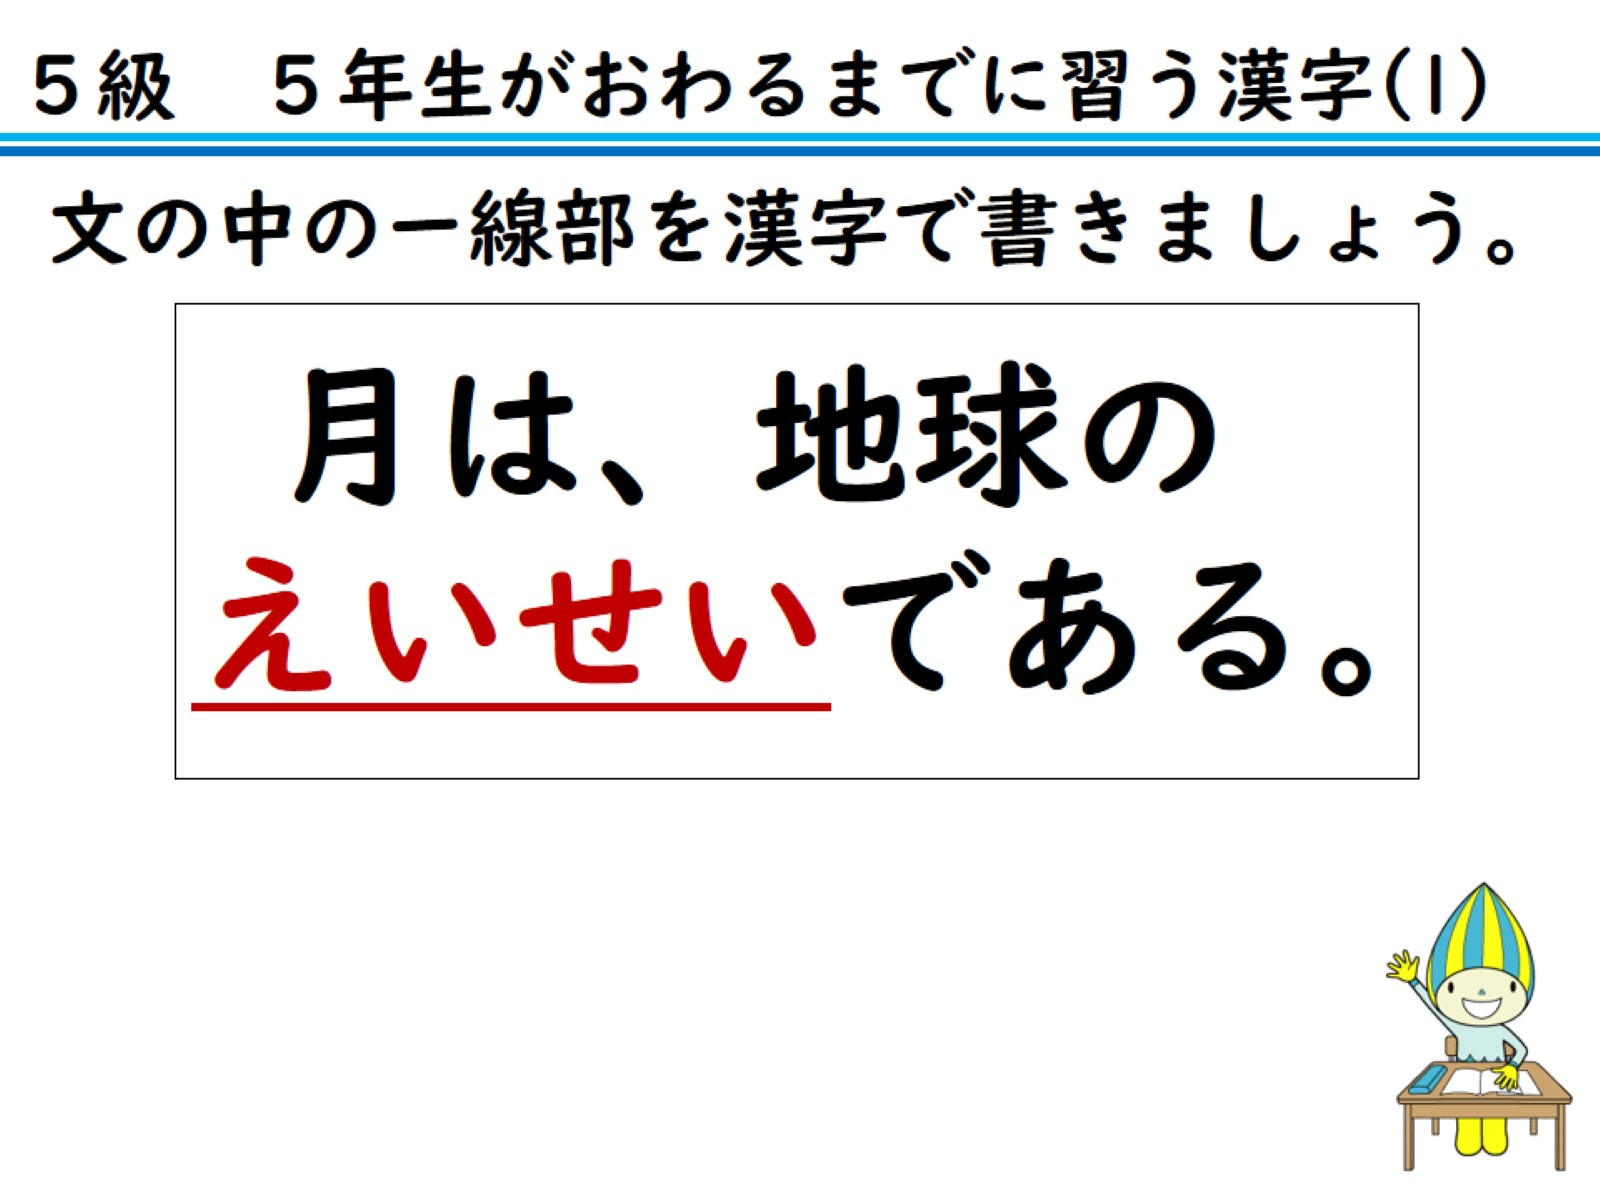 ５級　５年生がおわるまでに習う漢字(1)
文の中の―線部を漢字で書きましょう。
月は、地球の
えいせいである。